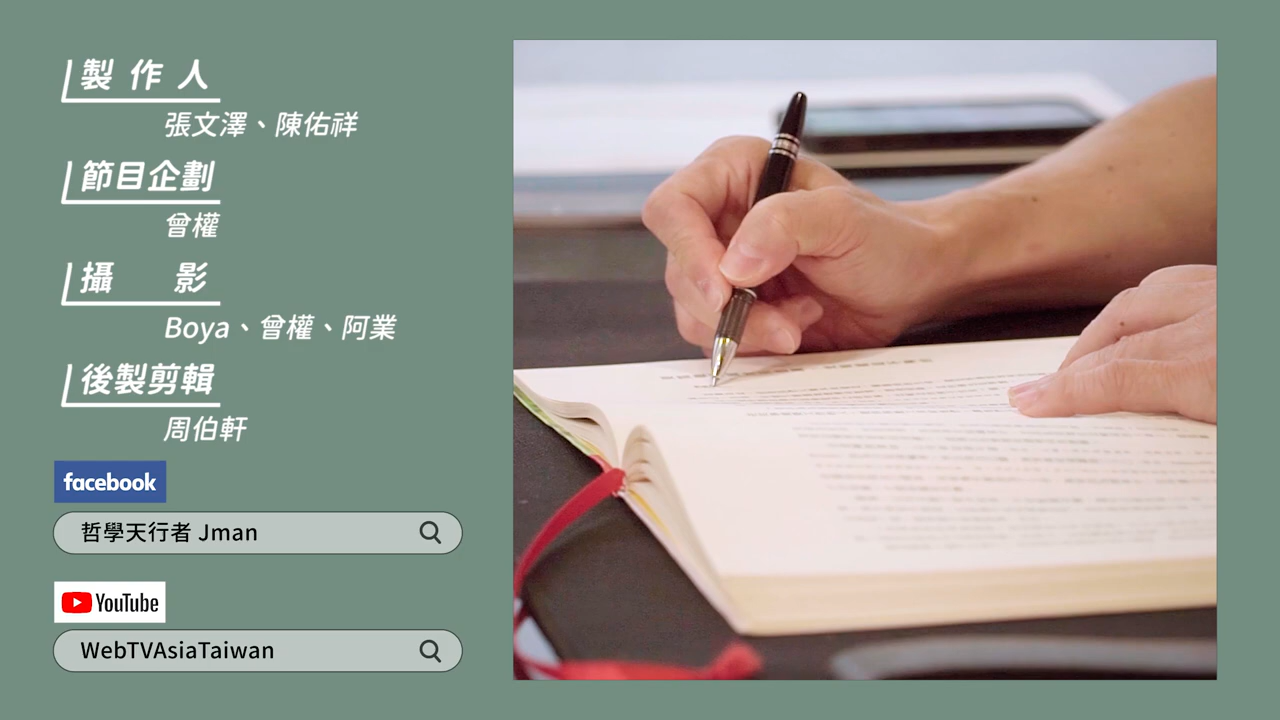 製作人
張文澤、陳佑祥
節目企劃
曾權
攝影
Boya、曾權、阿業
後製剪輯
周伯軒
facebook
哲學天行者 Jman
YouTube
WebTVAsiaTaiwan